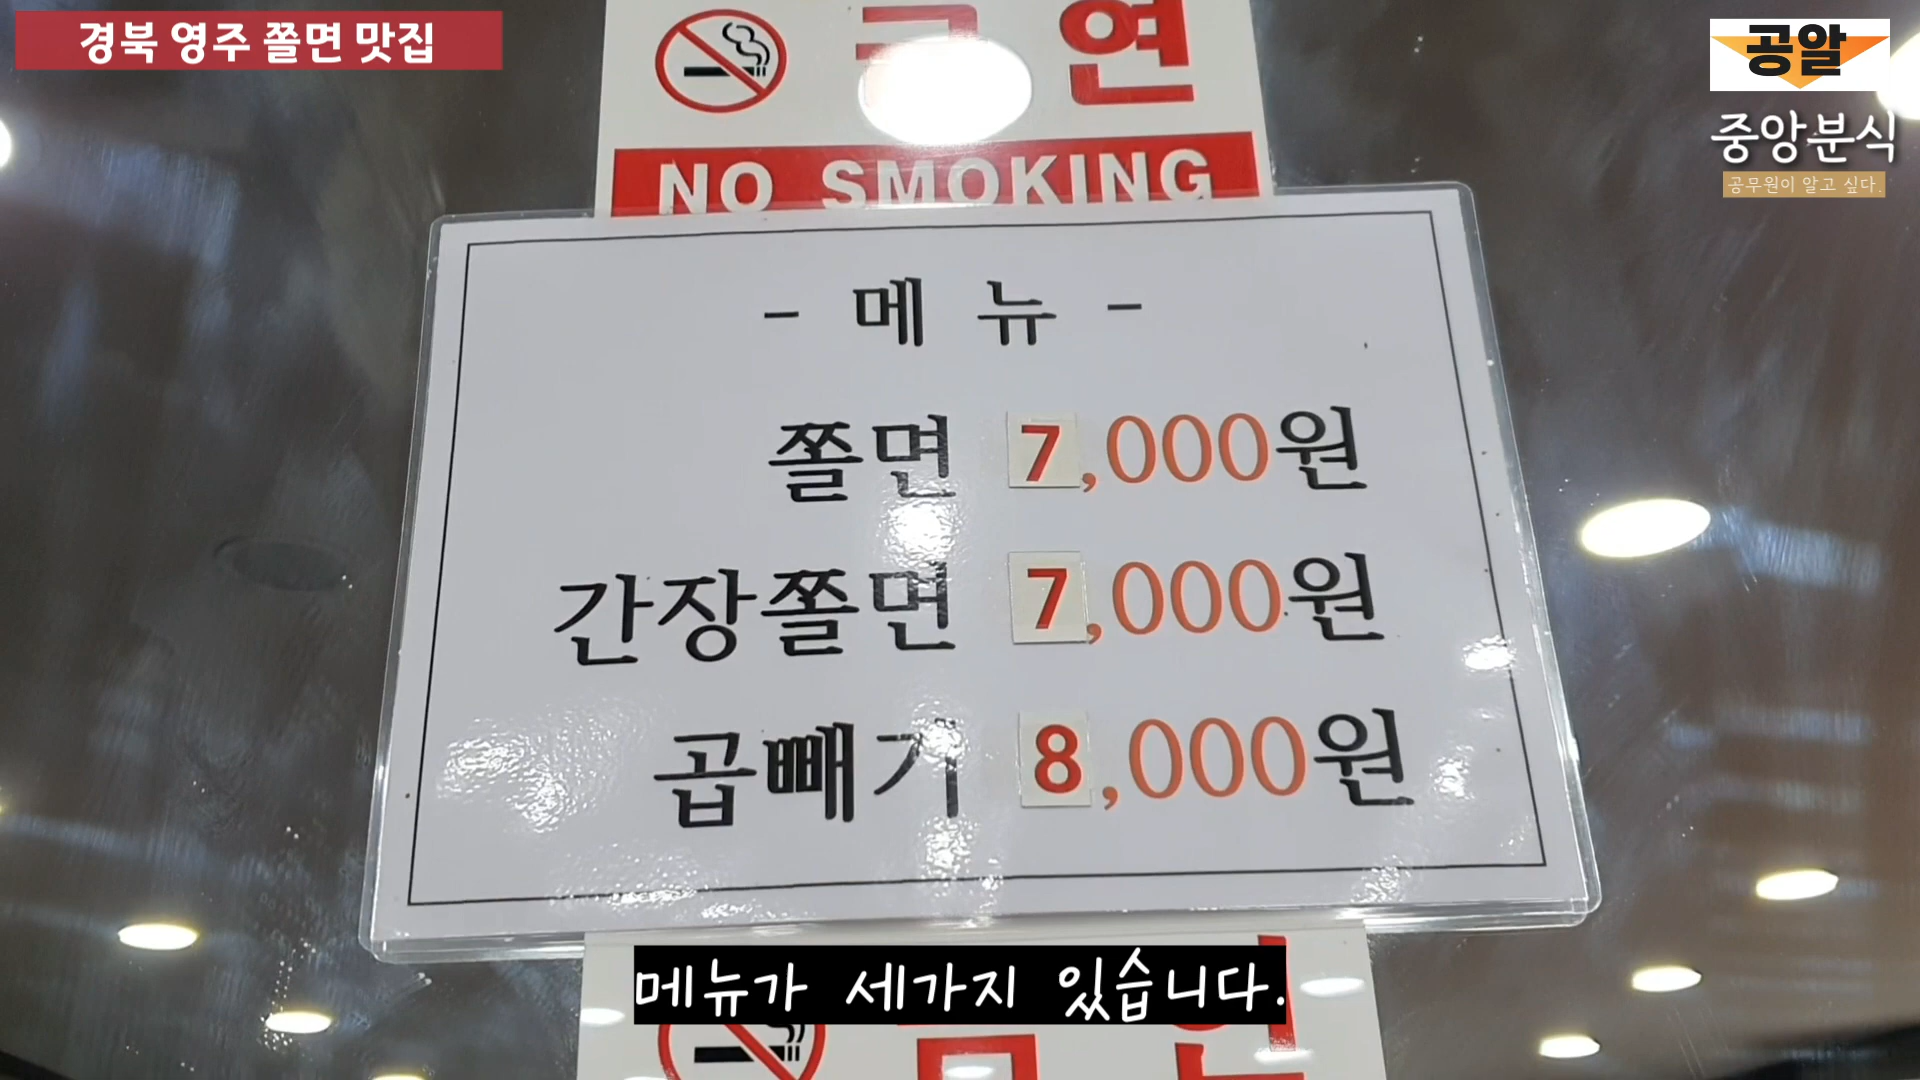 경북 영주 쫄면 맛집
공알
중앙분식
공무원이 알고 싶다.
금연
NO SMOKING
- 메 뉴 -
쫄면 7,000원
간장쫄면 7,000원
곱빼기 8,000원
메뉴가 세가지 있습니다.